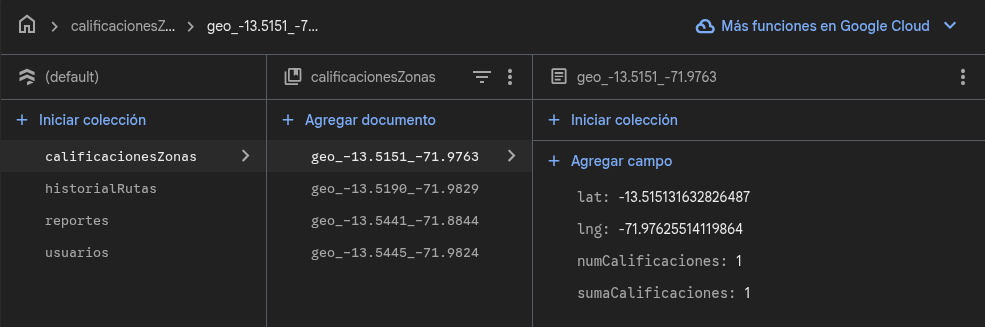 calificacionesZ... geo_-13.5151_-7... Más funciones en Google Cloud
(default)
+ Iniciar colección
calificacionesZonas
historialRutas
reportes
usuarios
calificacionesZonas
+ Agregar documento
geo_-13.5151_-71.9763
geo_-13.5190_-71.9829
geo_-13.5441_-71.8844
geo_-13.5445_-71.9824
geo_-13.5151_-71.9763
+ Iniciar colección
+ Agregar campo
lat: -13.515131632826487
lng: -71.97625514119864
numCalificaciones: 1
sumaCalificaciones: 1